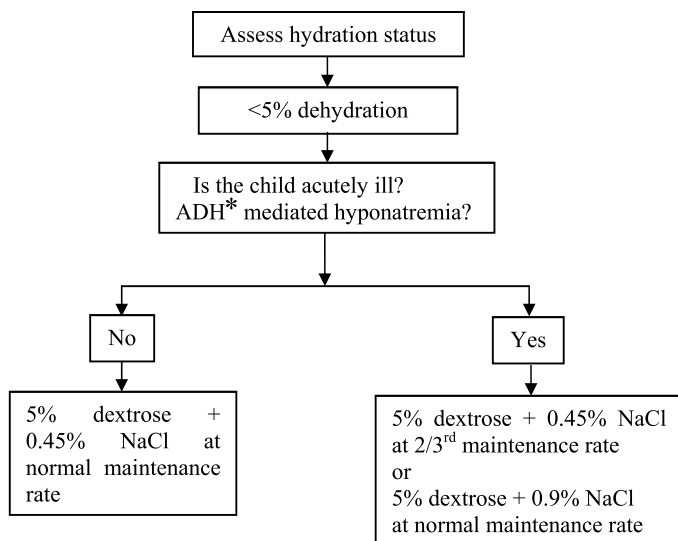 Assess hydration status
<5% dehydration
Is the child acutely ill?
ADH* mediated hyponatremia?
No
Yes
5% dextrose +
0.45% NaCl at
normal maintenance
rate
5% dextrose + 0.45% NaCl
at 2/3rd maintenance rate
or
5% dextrose + 0.9% NaCl
at normal maintenance rate